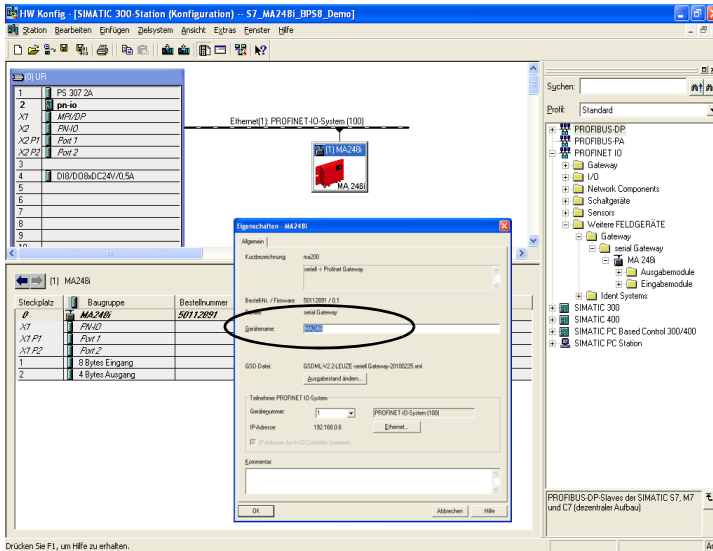 HW Konfig - [SIMATIC 300-Station (Konfiguration) -- S7_MA248i_BPS8_Demo]
Station Bearbeiten Einfügen Zielsystem Ansicht Extras Fenster Hilfe
(0) UR
1 PS 307 2A
2 pn-io
X1 MPI/DP
X2 PN-IO
X2 P1 Port 1
X2 P2 Port 2
3
4 DI8/DO8xDC24V/0,5A
5
6
7
8
9
10
Ethernet(1): PROFINET-IO-System (100)
(1) MA248i
MA 248i
(1) MA248i
Steckplatz Baugruppe Bestellnummer
0 MA248i 50112891
X1 PN-IO
X1 P1 Port 1
X1 P2 Port 2
1 8 Bytes Eingang
2 4 Bytes Ausgang
Eigenschaften - MA248i
Allgemein
Kurzbezeichnung: ma200
seriell -> Profinet Gateway
Bestell-Nr. / Firmware: 50112891 / 0.1
serial Gateway
Gerätename: MA248i
GSD-Datei: GSDML-V2.2-LEUZE-seriell Gateway-20100225.xml
Ausgabestand ändern...
Teilnehmer PROFINET IO-System
Gerätenummer: 1 PROFINET-IO-System (100)
IP-Adresse: 192.168.0.6 Ethernet...
IP-Adresse durch IO-Controller zuweisen
Kommentar:
OK Abbrechen Hilfe
Suchen:
Profil: Standard
PROFIBUS-DP
PROFIBUS-PA
PROFINET IO
Gateway
I/O
Network Components
Schaltgeräte
Sensors
Weitere FELDGERÄTE
Gateway
serial Gateway
MA 248i
Ausgabemodule
Eingabemodule
Ident Systems
SIMATIC 300
SIMATIC 400
SIMATIC PC Based Control 300/400
SIMATIC PC Station
PROFIBUS-DP-Slaves der SIMATIC S7, M7
und C7 (dezentraler Aufbau)
Drücken Sie F1, um Hilfe zu erhalten.